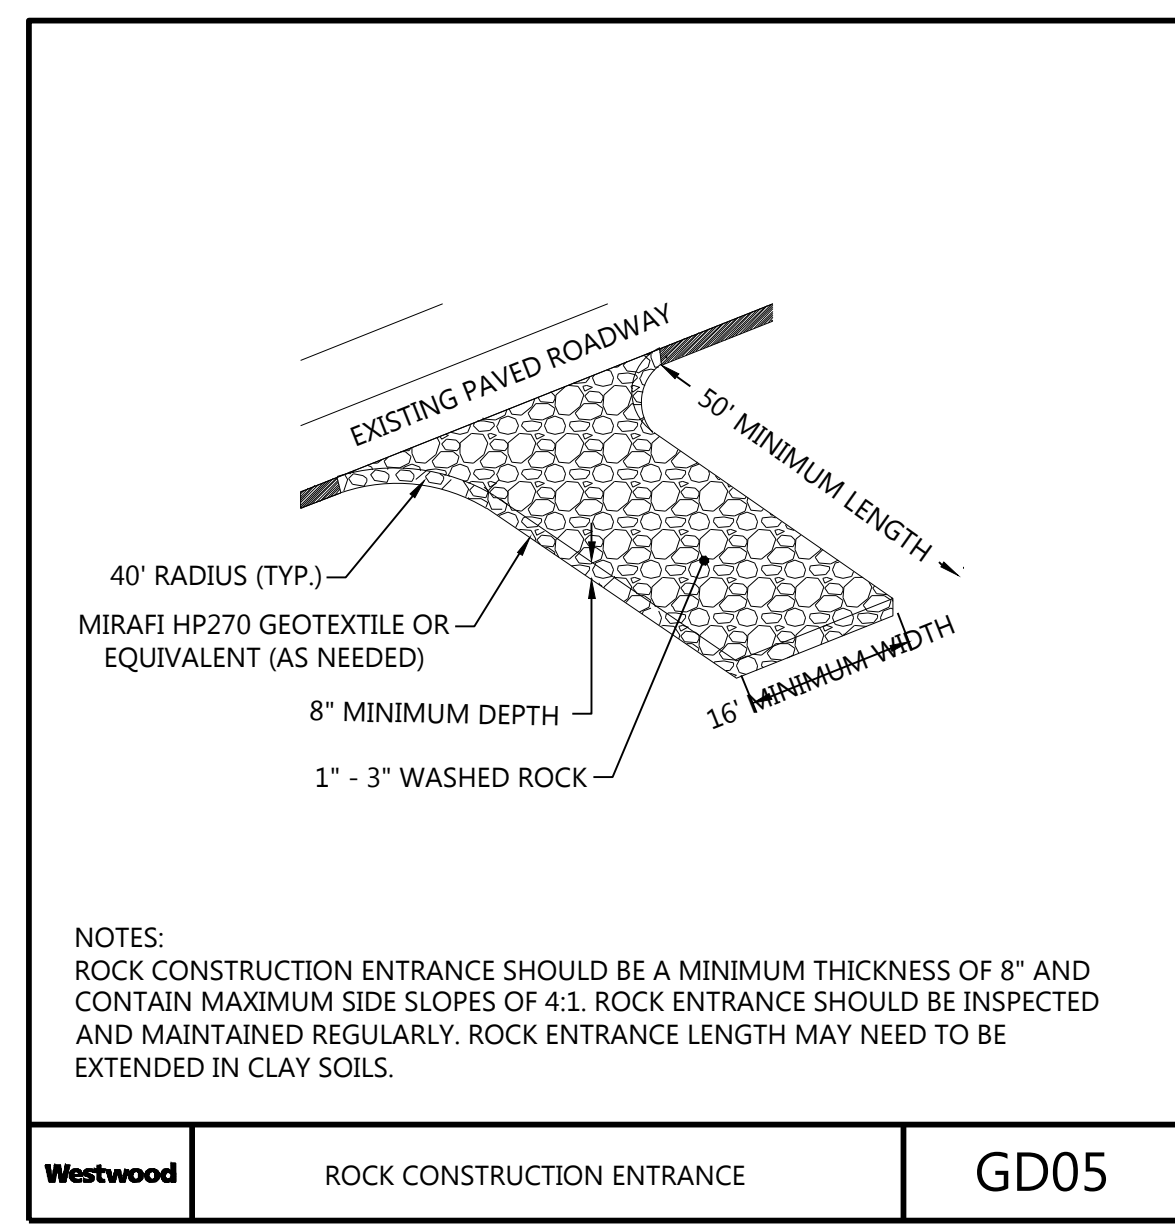 EXISTING PAVED ROADWAY
50' MINIMUM LENGTH
40' RADIUS (TYP.)
MIRAFI HP270 GEOTEXTILE OR
EQUIVALENT (AS NEEDED)
16' MINIMUM WIDTH
8" MINIMUM DEPTH
1" - 3" WASHED ROCK
NOTES:
ROCK CONSTRUCTION ENTRANCE SHOULD BE A MINIMUM THICKNESS OF 8" AND
CONTAIN MAXIMUM SIDE SLOPES OF 4:1. ROCK ENTRANCE SHOULD BE INSPECTED
AND MAINTAINED REGULARLY. ROCK ENTRANCE LENGTH MAY NEED TO BE
EXTENDED IN CLAY SOILS.
Westwood
ROCK CONSTRUCTION ENTRANCE
GD05